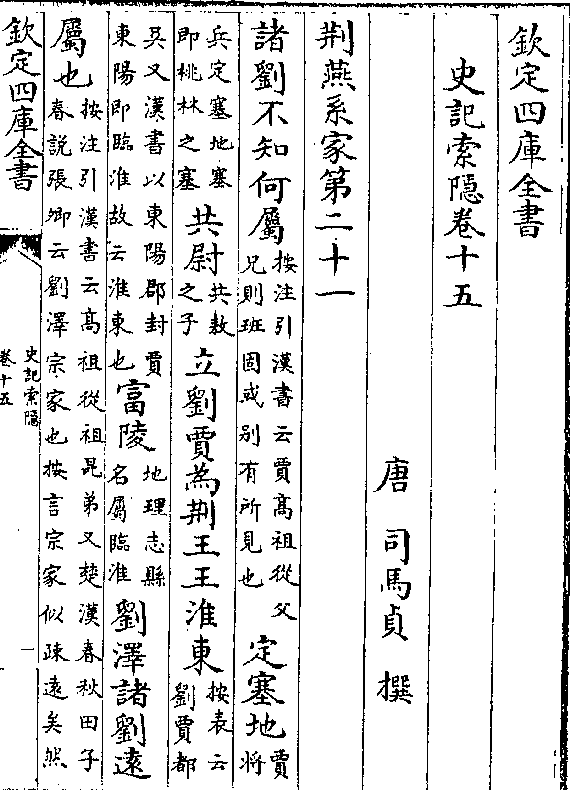 欽定四庫全書
史記索隱卷十五
唐 司馬貞 撰
荆燕系家第二十一
諸劉不知何屬按注引漢書云賈高祖從父兄則班固或别有所見也定塞地賈將
兵定塞地塞即桃林之塞共尉共敖之子立劉賈為荆王王淮東按表云劉賈都
吳又漢書以東陽郡封賈東陽即臨淮故云淮東也富陵地理志縣名屬臨淮劉澤諸劉遠
屬也按注引漢書云高祖從祖昆弟又楚漢春秋田子春説張卿云劉澤宗家也按言宗家似疎遠矣然
欽定四庫全書
史記索隱
卷十五
一